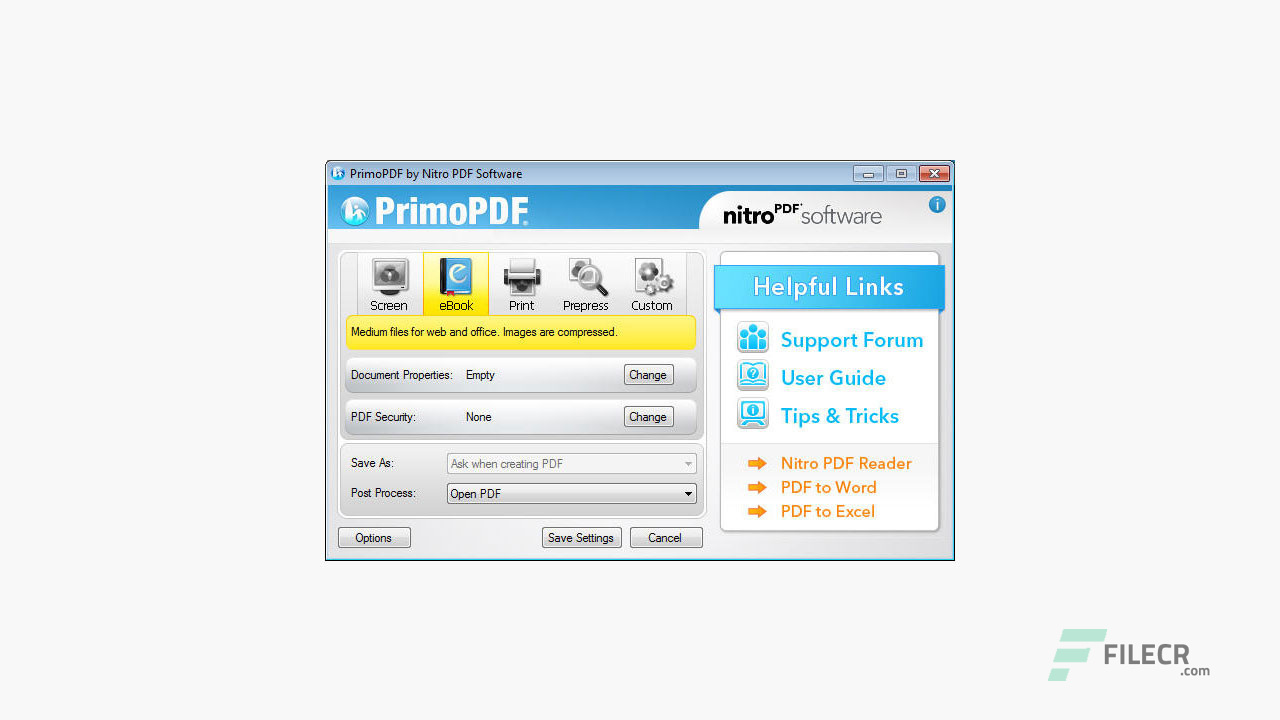 PrimoPDF by Nitro PDF Software
PrimoPDF®
nitroPDF* software
Screen
eBook
Print
Prepress
Custom
Medium files for web and office. Images are compressed.
Document Properties: Empty Change
PDF Security: None Change
Save As: Ask when creating PDF
Post Process: Open PDF
Options
Save Settings
Cancel
Helpful Links
Support Forum
User Guide
Tips & Tricks
Nitro PDF Reader
PDF to Word
PDF to Excel
FILECR
.com